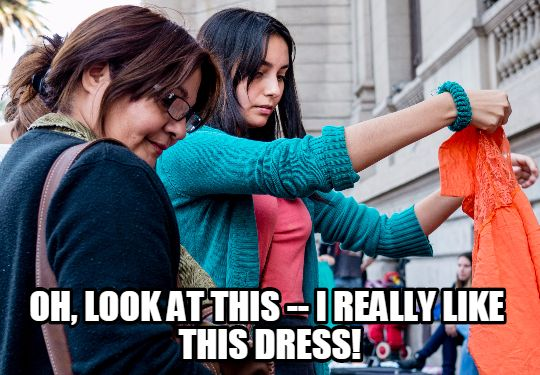 OH, LOOK AT THIS -- I REALLY LIKE
THIS DRESS!